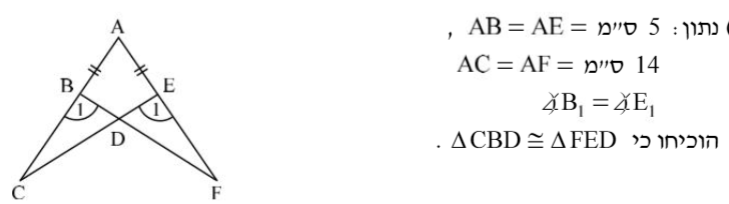 ) נתון: AB = AE = 5 ס"מ ,
AC = AF = 14 ס"מ
∢B₁ = ∢E₁
הוכיחו כי ΔCBD ≅ ΔFED .
A
B
E
1
1
D
C
F